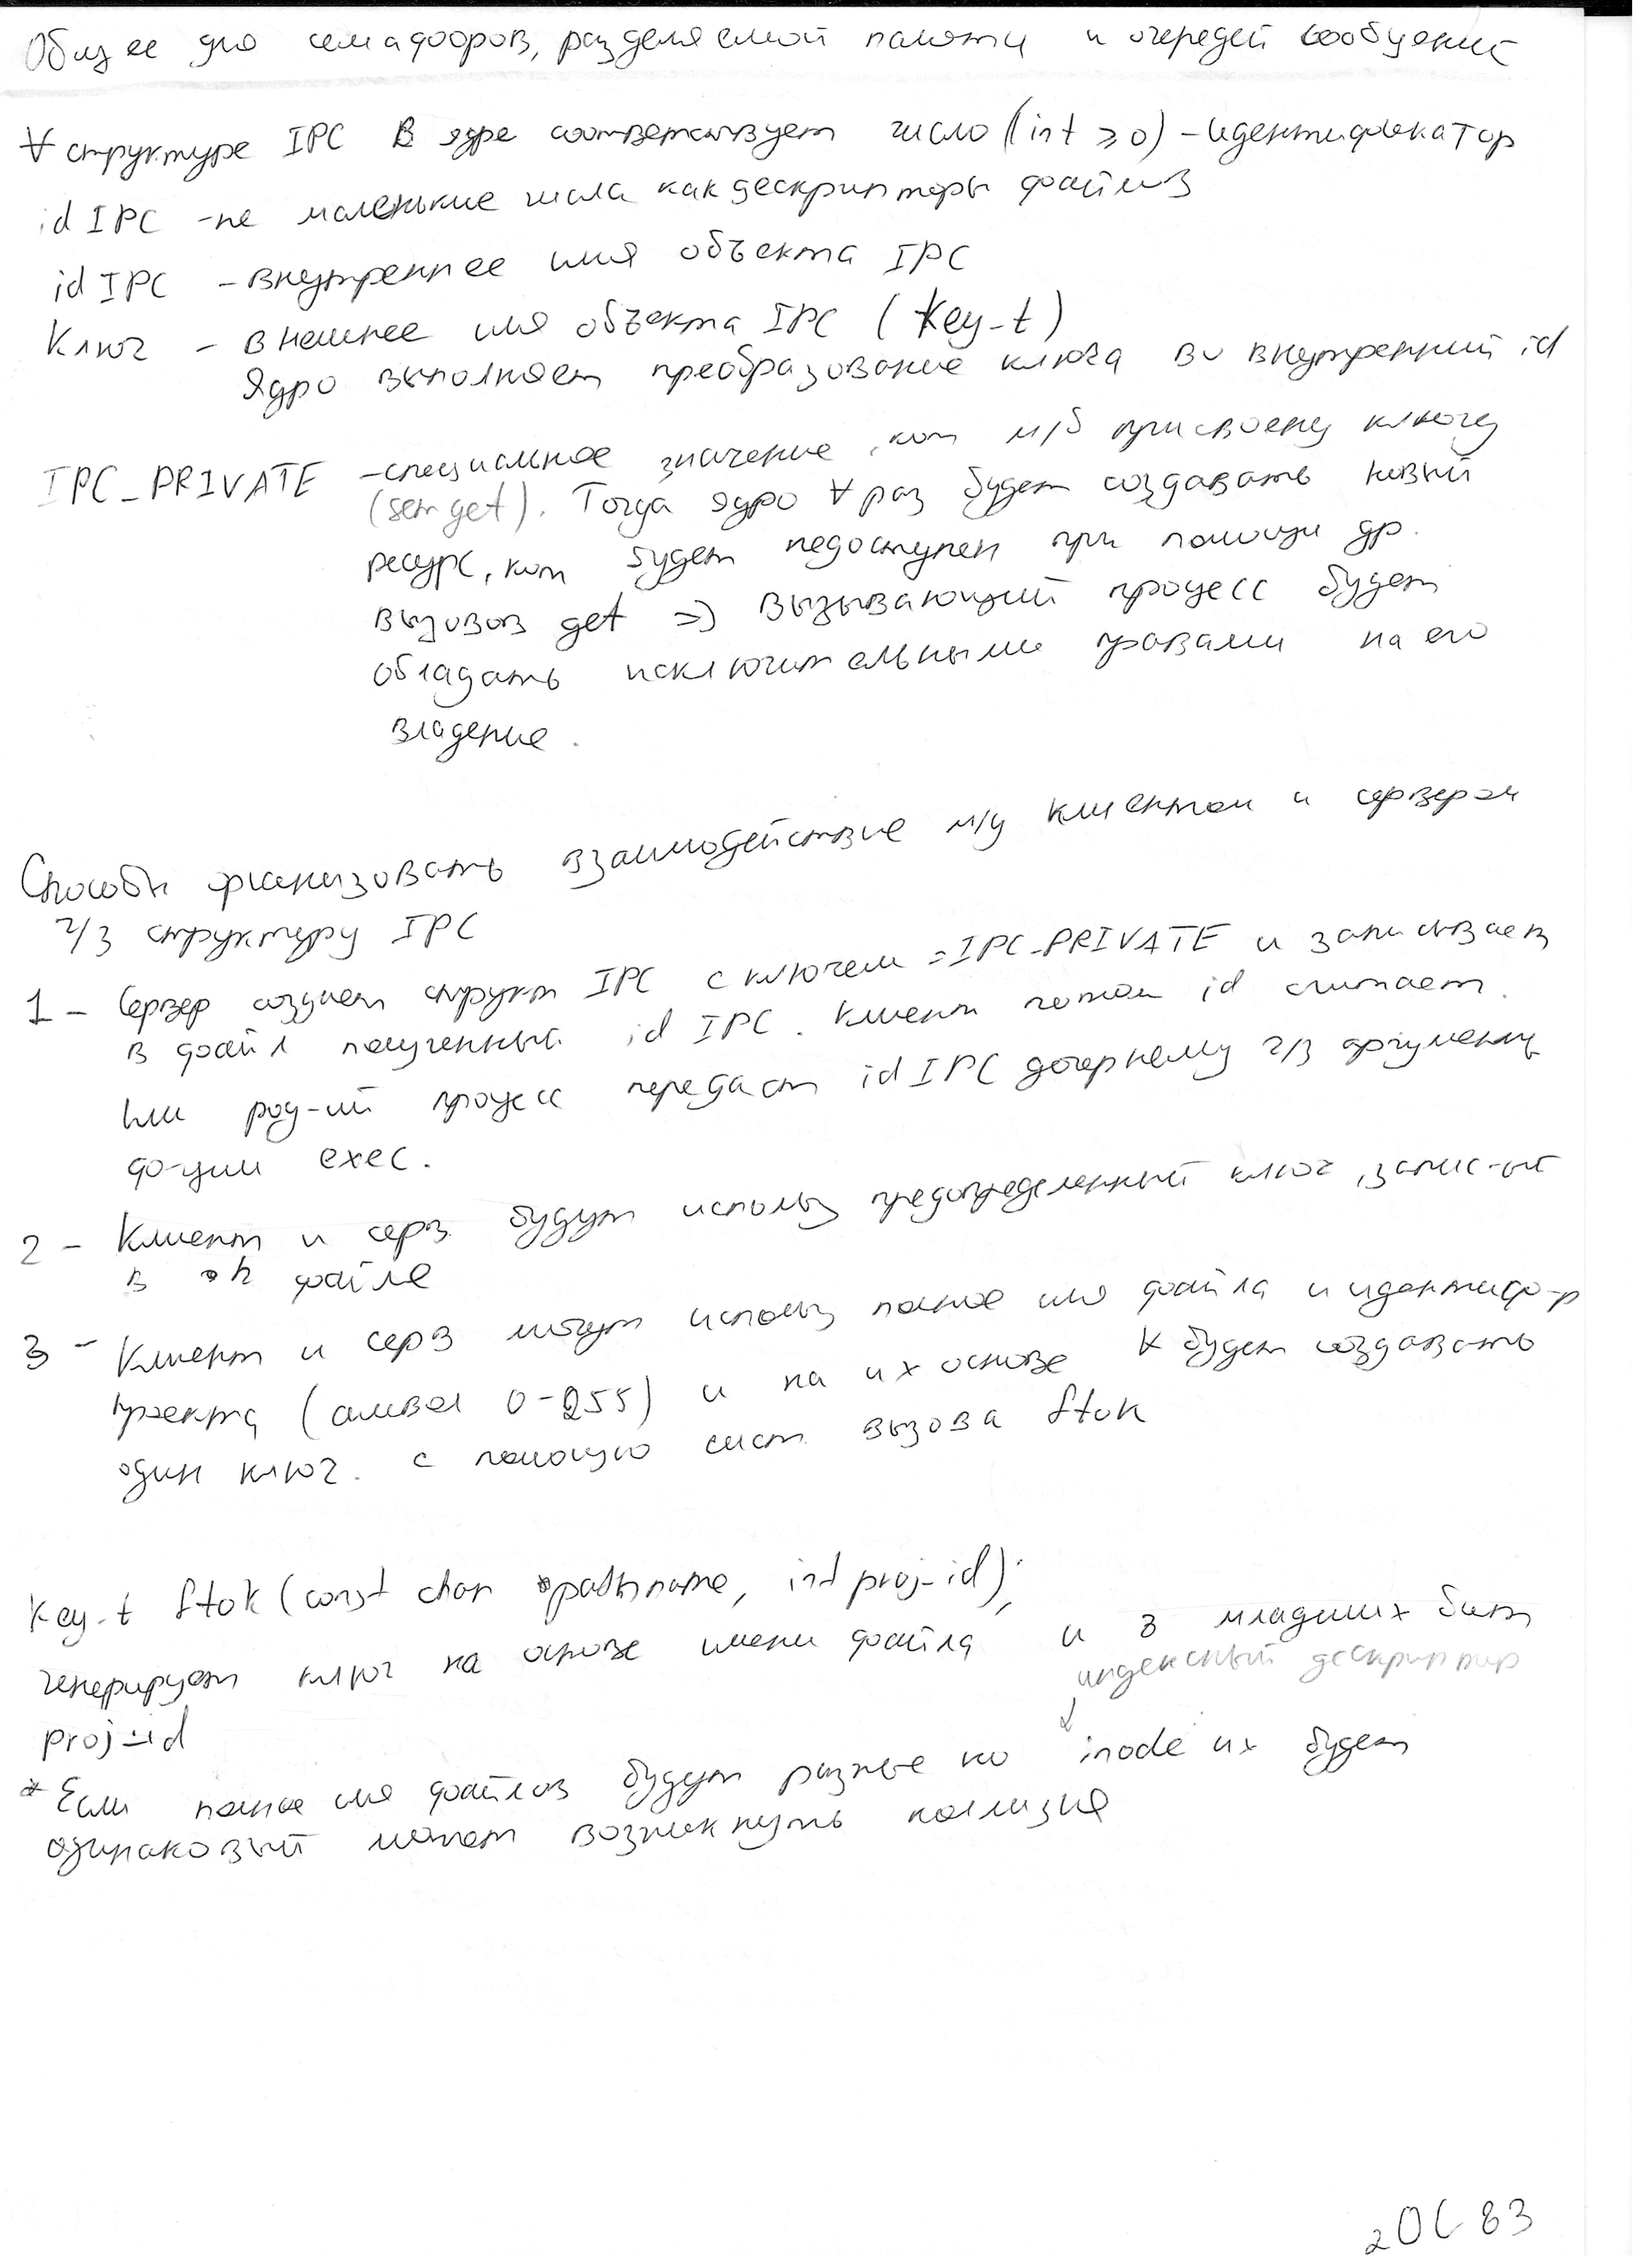 Общее для семафоров, разделяемой памяти и очередей сообщений
∀ структуре IPC в ядре соответствует число (int ≥ 0) - идентификатор
id IPC - не маленькие числа как дескрипторы файлов
id IPC - внутреннее имя объекта IPC
Ключ - внешнее имя объекта IPC (key_t)
Ядро выполняет преобразование ключа во внутренний id
IPC_PRIVATE - специальное значение, кот м/б присвоену ключу
(semget). Тогда ядро ∀ раз будет создавать новый
ресурс, кот будет недоступен при помощи др.
вызовов get => вызывающий процесс будет
обладать исключительными правами на его
владение.
Способы организовать взаимодействие м/у клиентом и сервером
ч/з структуру IPC
1 - Сервер создает структ IPC с ключем = IPC_PRIVATE и записывает
в файл полученный id IPC. Клиент потом id считает.
Или род-ий процесс передаст id IPC дочернему ч/з аргументы
ф-ции exec.
2 - Клиент и серв. будут использ предопределенный ключ, запис-ый
в .h файле
3 - Клиент и серв могут использ полное имя файла и идентиф-р
проекта (символ 0-255) и на их основе ∀ будет создавать
один ключ. с помощью сист. вызова ftok
key_t ftok (const char *pathname, int proj_id);
генерирует ключ на основе имени файла и 8 младших бит
индексный дескриптор
proj_id
* Если полное имя файлов будут разные но inode их будет
одинаковый может возникнуть коллизия
2 ОС 83